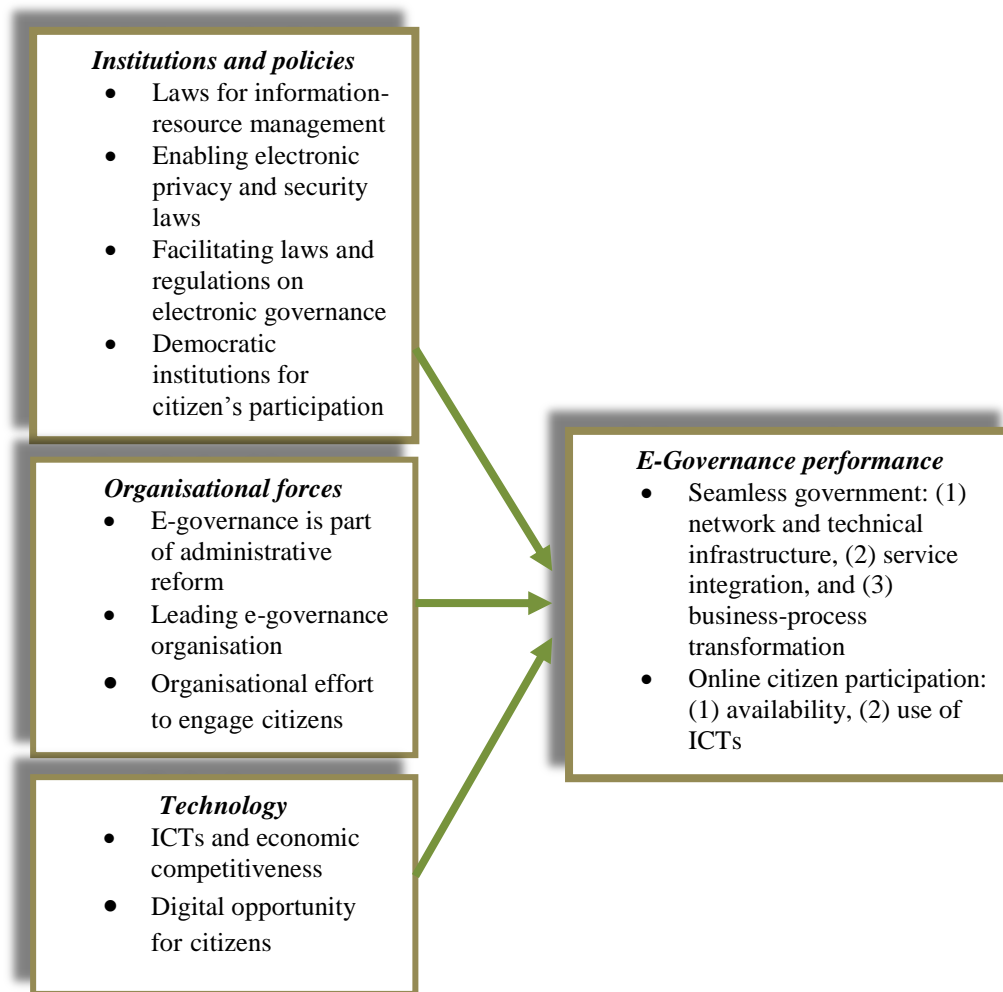 Institutions and policies
• Laws for information-
resource management
• Enabling electronic
privacy and security
laws
• Facilitating laws and
regulations on
electronic governance
• Democratic
institutions for
citizen's participation
Organisational forces
• E-governance is part
of administrative
reform
• Leading e-governance
organisation
• Organisational effort
to engage citizens
Technology
• ICTs and economic
competitiveness
• Digital opportunity
for citizens
E-Governance performance
• Seamless government: (1)
network and technical
infrastructure, (2) service
integration, and (3)
business-process
transformation
• Online citizen participation:
(1) availability, (2) use of
ICTs